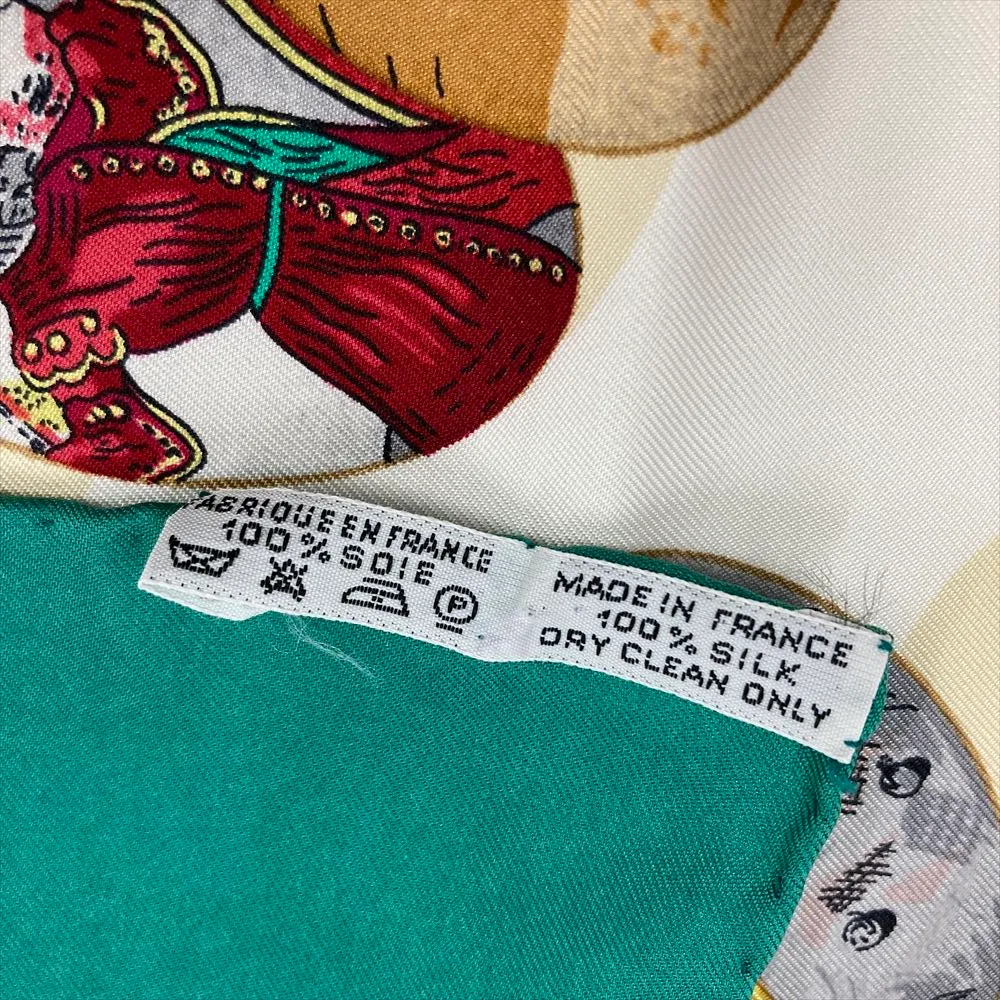 FABRIQUE EN FRANCE
100% SOIE
P
MADE IN FRANCE
100% SILK
DRY CLEAN ONLY